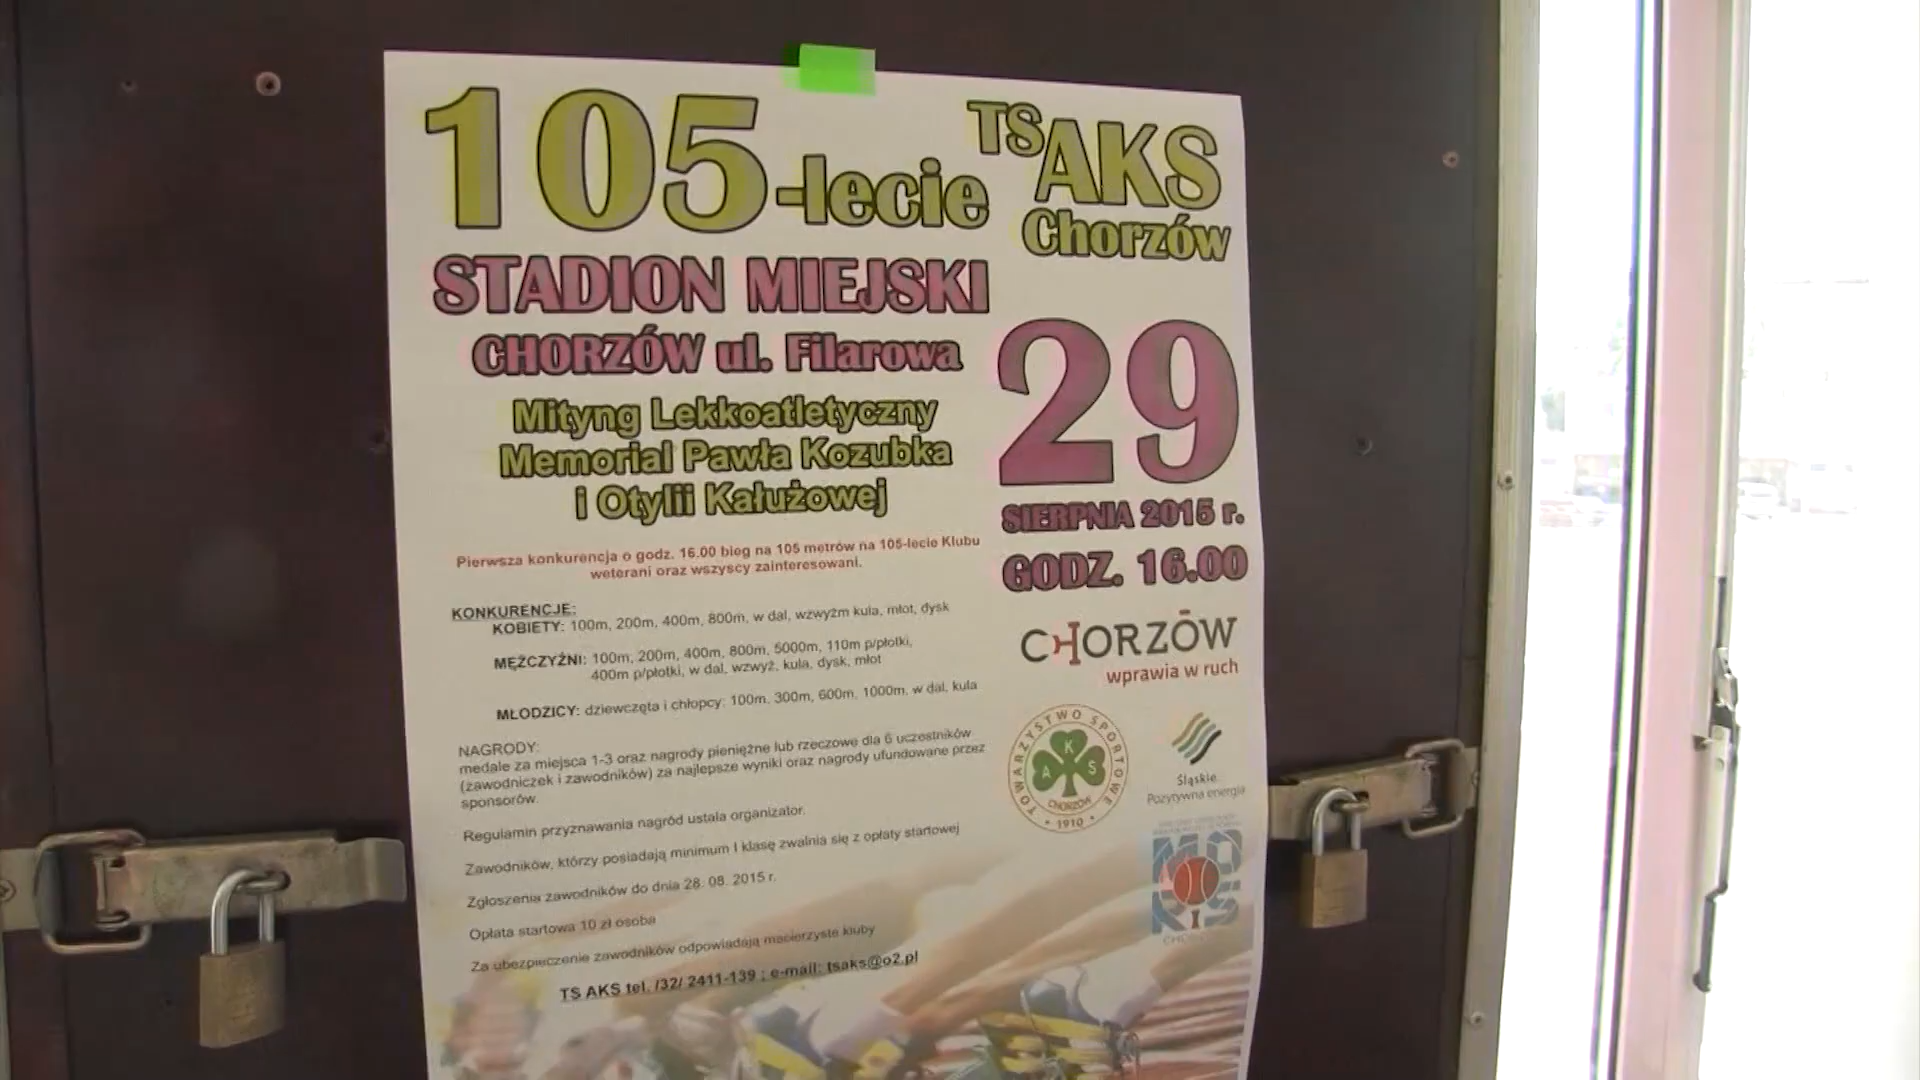 105-lecie
TS AKS
Chorzów
STADION MIEJSKI
CHORZÓW ul. Filarowa
Mityng Lekkoatletyczny
Memoriał Pawła Kozubka
i Otylii Kałużowej
29
SIERPNIA 2015 r.
GODZ. 16.00
Pierwsza konkurencja o godz. 16.00 bieg na 105 metrów na 105-lecie Klubu
weterani oraz wszyscy zainteresowani.
KONKURENCJE:
KOBIETY: 100m, 200m, 400m, 800m, w dal, wzwyżm kula, młot, dysk
MĘŻCZYŹNI: 100m, 200m, 400m, 800m, 5000m, 110m p/płotki,
400m p/płotki, w dal, wzwyż, kula, dysk, młot
MŁODZICY: dziewczęta i chłopcy: 100m, 300m, 600m, 1000m, w dal, kula
NAGRODY:
medale za miejsca 1-3 oraz nagrody pieniężne lub rzeczowe dla 6 uczestników
(zawodniczek i zawodników) za najlepsze wyniki oraz nagrody ufundowane przez
sponsorów.
Regulamin przyznawania nagród ustala organizator.
Zawodników, którzy posiadają minimum I klasę zwalnia się z opłaty startowej
Zgłoszenia zawodników do dnia 28. 08. 2015 r.
Opłata startowa 10 zł osoba
Za ubezpieczenie zawodników odpowiadają macierzyste kluby
TS AKS tel. /32/ 2411-139 ; e-mail: tsaks@o2.pl
CHORZÓW
wprawia w ruch
TOWARZYSTWO SPORTOWE
K
A S
CHORZÓW
• 1910 •
Śląskie.
Pozytywna energia
MO
RiS